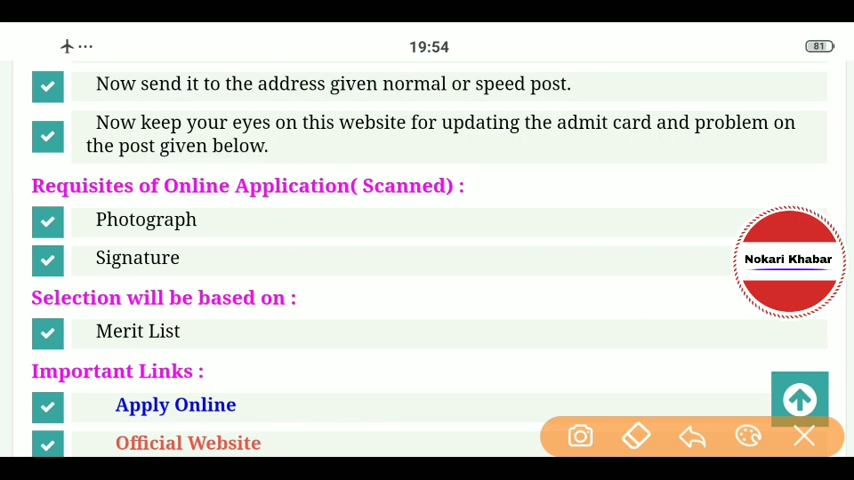 19:54
81
Now send it to the address given normal or speed post.
Now keep your eyes on this website for updating the admit card and problem on
the post given below.
Requisites of Online Application( Scanned) :
Photograph
Signature
Nokari Khabar
Selection will be based on :
Merit List
Important Links :
Apply Online
Official Website